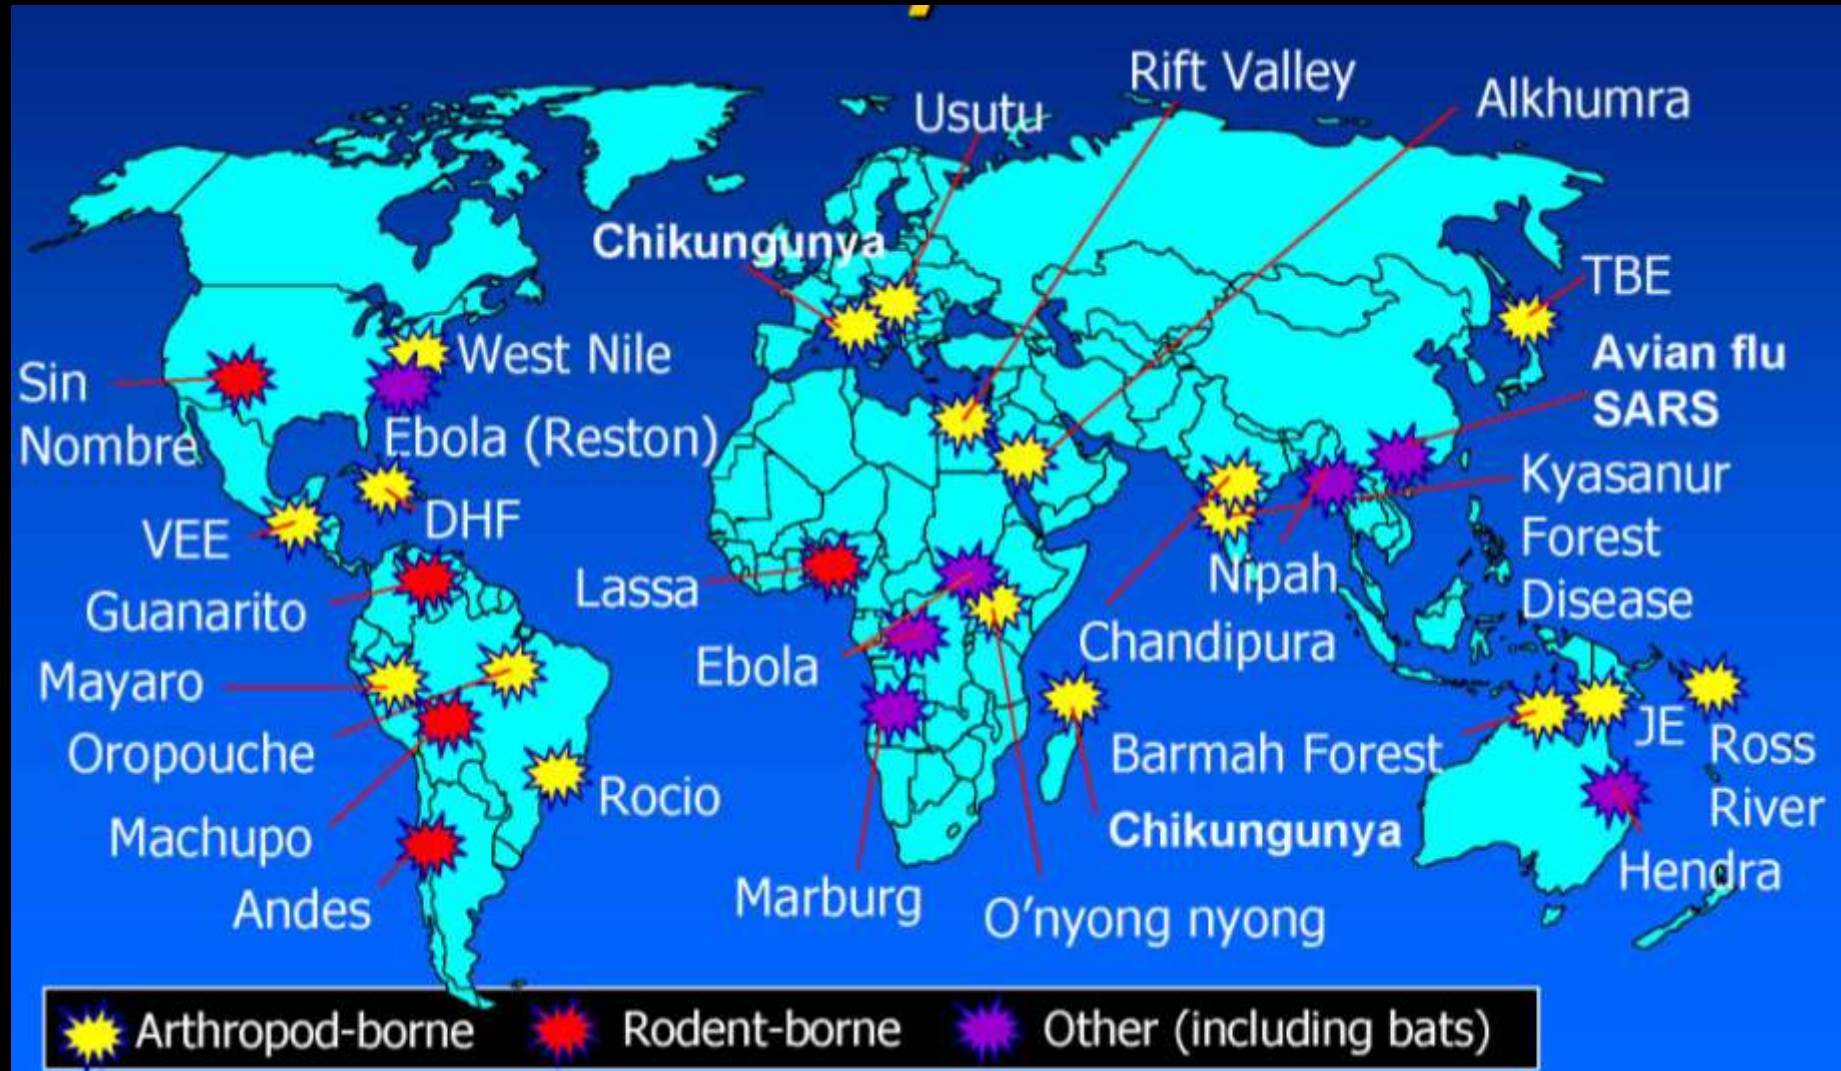 Rift Valley
Alkhumra
Usutu
Chikungunya
TBE
West Nile
Avian flu
SARS
Sin
Nombre
Ebola (Reston)
Kyasanur
Forest
Disease
DHF
VEE
Lassa
Nipah
Guanarito
Chandipura
Ebola
Mayaro
JE
Ross
River
Oropouche
Barmah Forest
Rocio
Machupo
Chikungunya
Hendra
Marburg
Andes
O'nyong nyong
Arthropod-borne
Rodent-borne
Other (including bats)